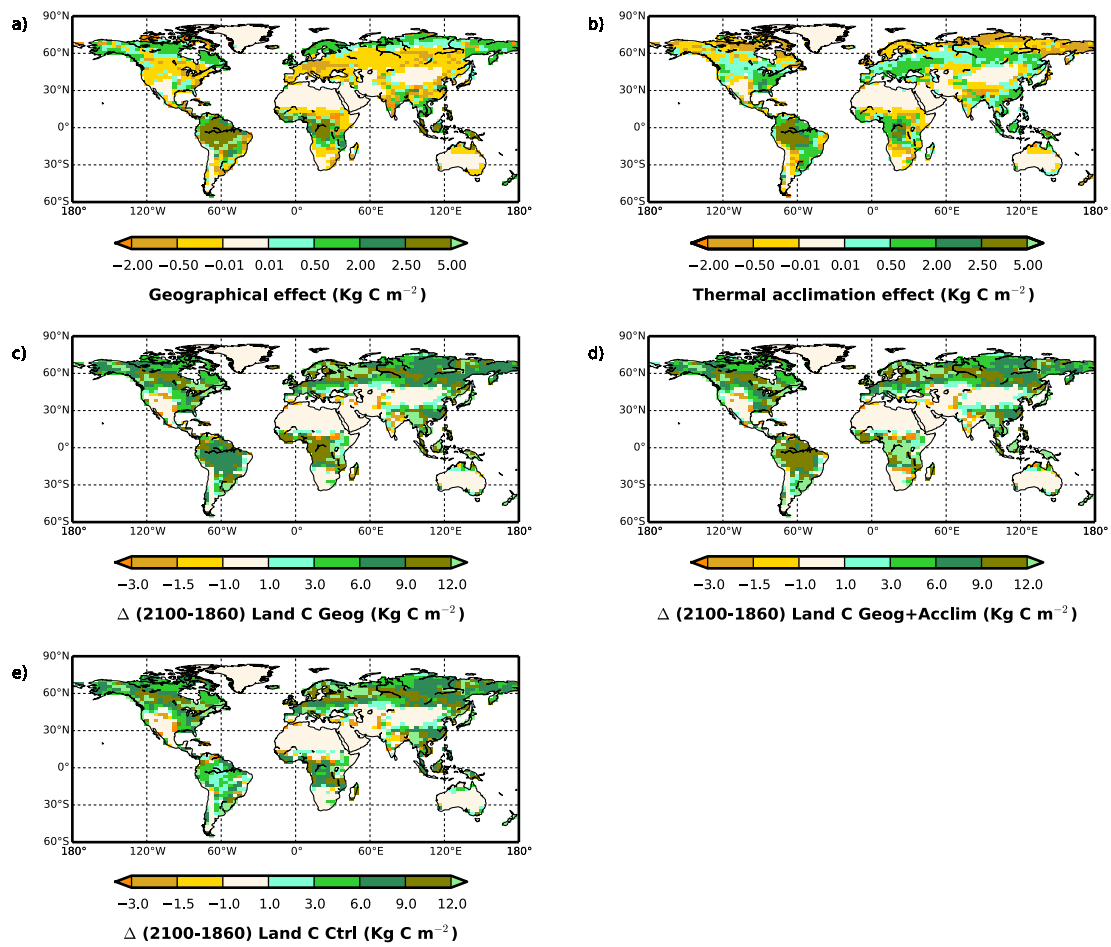 a)
90°N
60°N
30°N
0°
30°S
60°S
180° 120°W 60°W 0° 60°E 120°E 180°
−2.00 −0.50 −0.01 0.01 0.50 2.00 2.50 5.00
Geographical effect (Kg C m⁻²)
b)
90°N
60°N
30°N
0°
30°S
60°S
180° 120°W 60°W 0° 60°E 120°E 180°
−2.00 −0.50 −0.01 0.01 0.50 2.00 2.50 5.00
Thermal acclimation effect (Kg C m⁻²)
c)
90°N
60°N
30°N
0°
30°S
60°S
180° 120°W 60°W 0° 60°E 120°E 180°
−3.0 −1.5 −1.0 1.0 3.0 6.0 9.0 12.0
Δ (2100-1860) Land C Geog (Kg C m⁻²)
d)
90°N
60°N
30°N
0°
30°S
60°S
180° 120°W 60°W 0° 60°E 120°E 180°
−3.0 −1.5 −1.0 1.0 3.0 6.0 9.0 12.0
Δ (2100-1860) Land C Geog+Acclim (Kg C m⁻²)
e)
90°N
60°N
30°N
0°
30°S
60°S
180° 120°W 60°W 0° 60°E 120°E 180°
−3.0 −1.5 −1.0 1.0 3.0 6.0 9.0 12.0
Δ (2100-1860) Land C Ctrl (Kg C m⁻²)